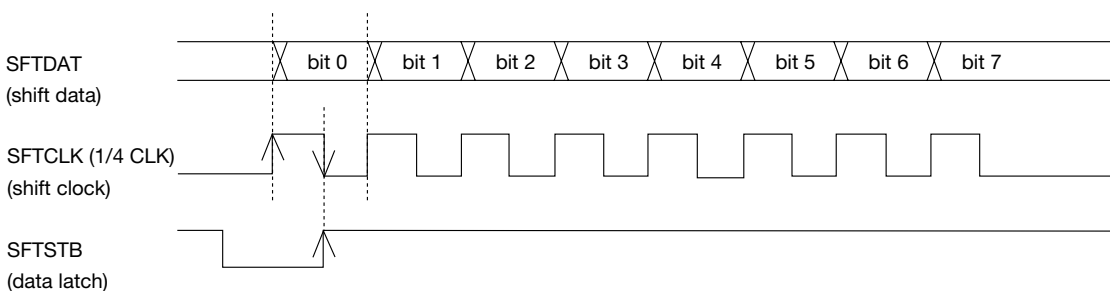 SFTDAT
(shift data)
bit 0 bit 1 bit 2 bit 3 bit 4 bit 5 bit 6 bit 7
SFTCLK (1/4 CLK)
(shift clock)
SFTSTB
(data latch)